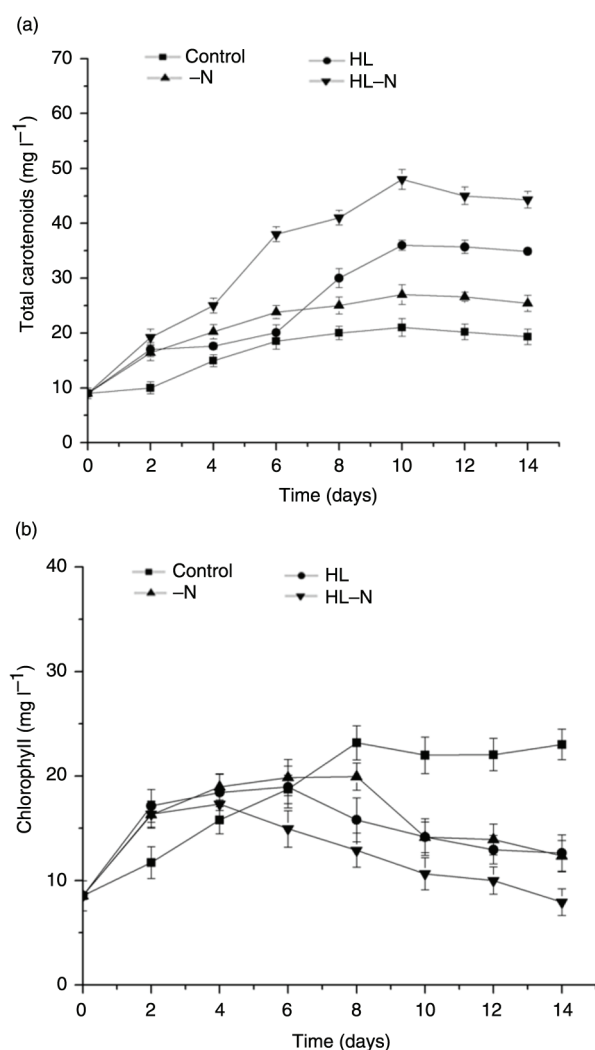 (a)
70
60
50
40
30
20
10
0
Total carotenoids (mg l⁻¹)
Control
–N
HL
HL–N
0 2 4 6 8 10 12 14
Time (days)
(b)
40
30
20
10
0
Chlorophyll (mg l⁻¹)
Control
–N
HL
HL–N
0 2 4 6 8 10 12 14
Time (days)